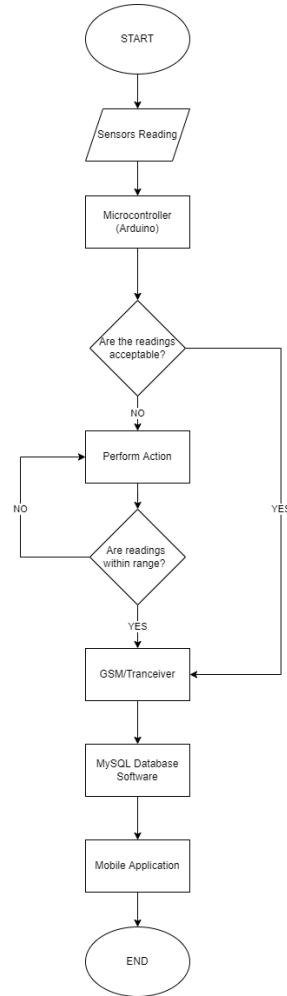 START
Sensors Reading
Microcontroller
(Arduino)
Are the readings
acceptable?
NO
Perform Action
NO
YES
Are readings
within range?
YES
GSM/Tranceiver
MySQL Database
Software
Mobile Application
END